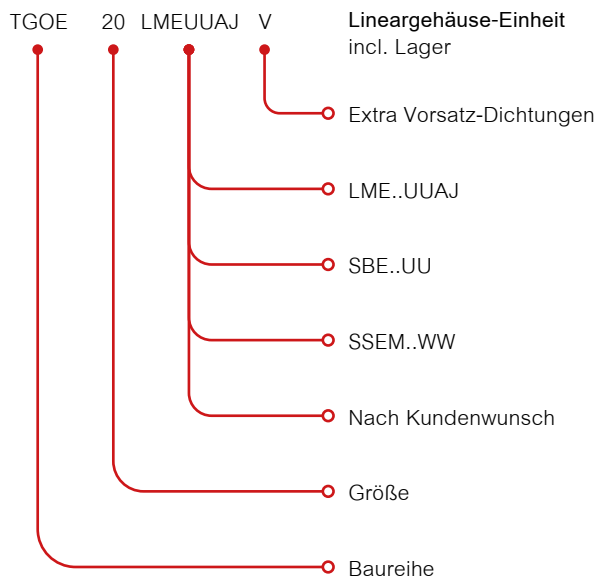 TGOE 20 LMEUUAJ V
Lineargehäuse-Einheit
incl. Lager
Extra Vorsatz-Dichtungen
LME..UUAJ
SBE..UU
SSEM..WW
Nach Kundenwunsch
Größe
Baureihe